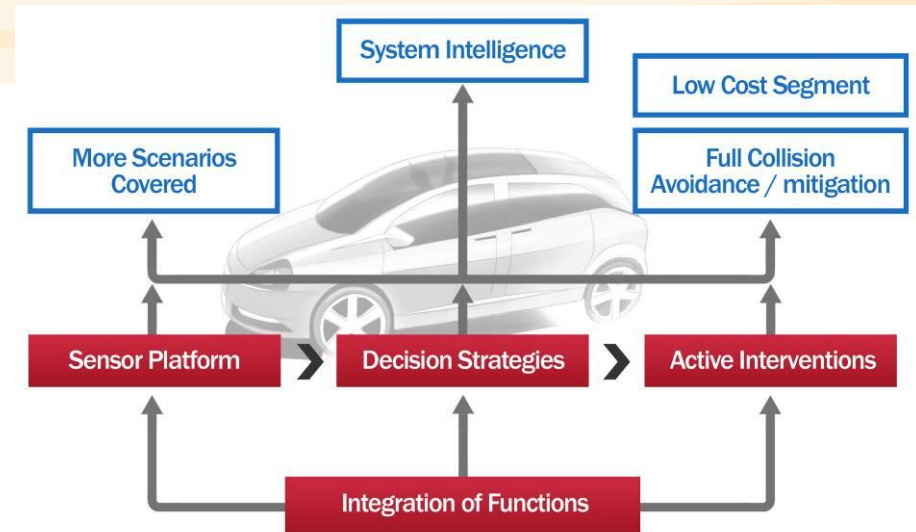 System Intelligence
Low Cost Segment
More Scenarios
Covered
Full Collision
Avoidance / mitigation
Sensor Platform
Decision Strategies
Active Interventions
Integration of Functions